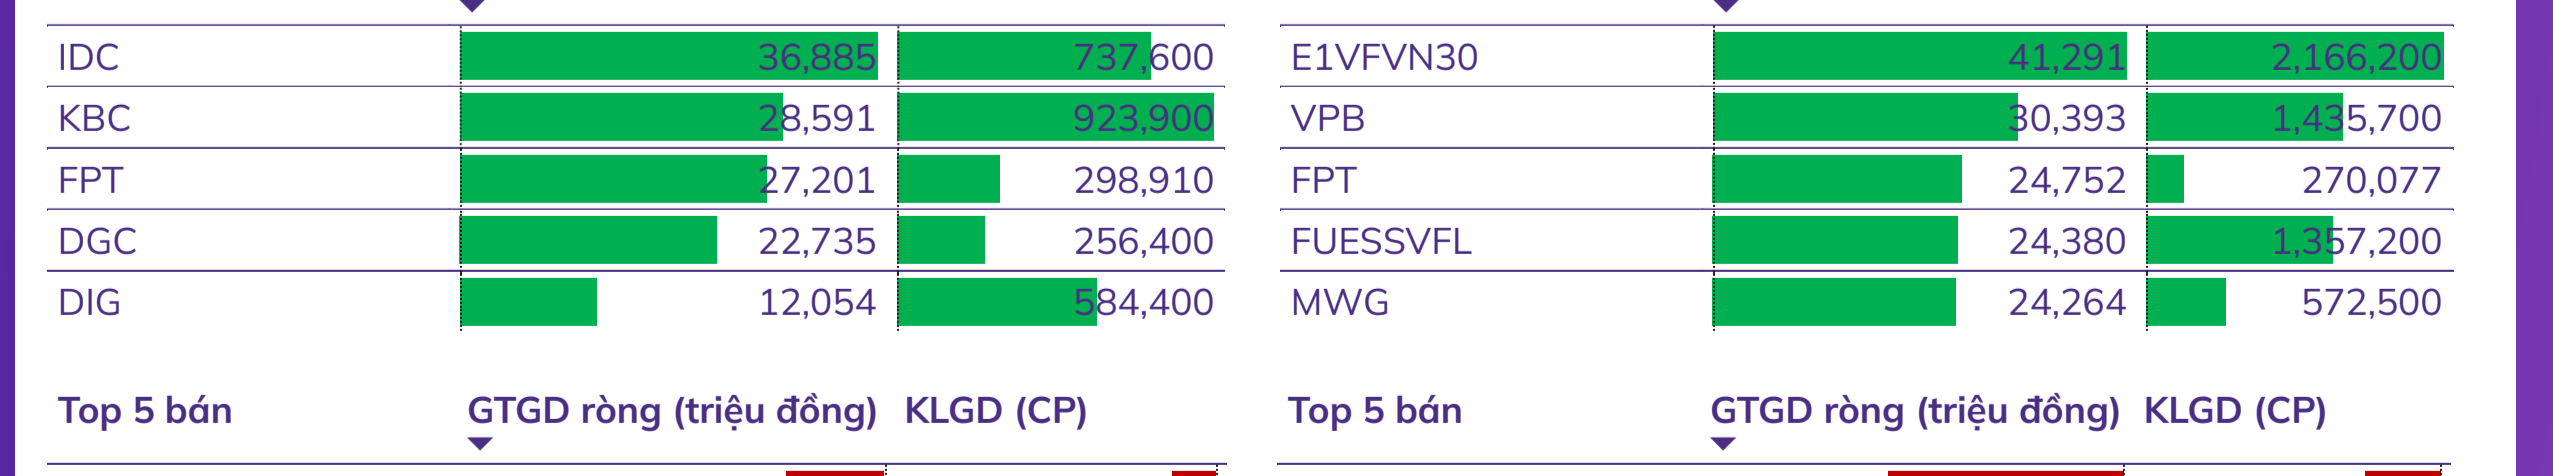 IDC 36,885 737,600
KBC 28,591 923,900
FPT 27,201 298,910
DGC 22,735 256,400
DIG 12,054 584,400
Top 5 bán GTGD ròng (triệu đồng) KLGD (CP)
E1VFVN30 41,291 2,166,200
VPB 30,393 1,435,700
FPT 24,752 270,077
FUESSVFL 24,380 1,357,200
MWG 24,264 572,500
Top 5 bán GTGD ròng (triệu đồng) KLGD (CP)